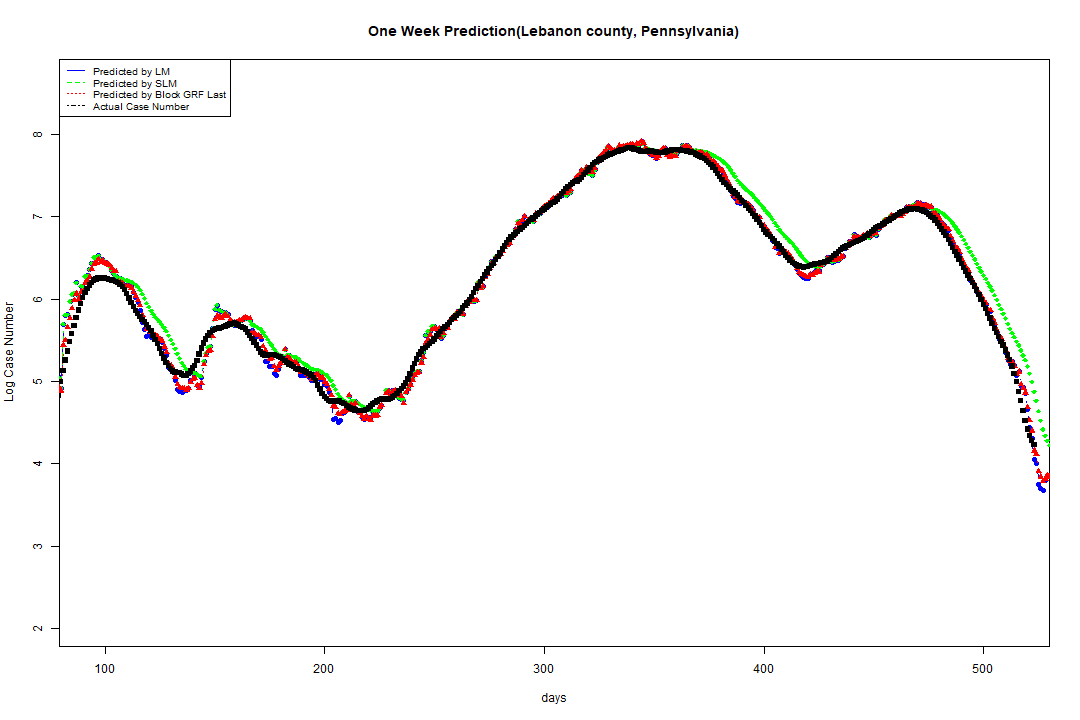 One Week Prediction(Lebanon county, Pennsylvania)
Predicted by LM
Predicted by SLM
Predicted by Block GRF Last
Actual Case Number
8
7
6
5
4
3
2
Log Case Number
100 200 300 400 500
days